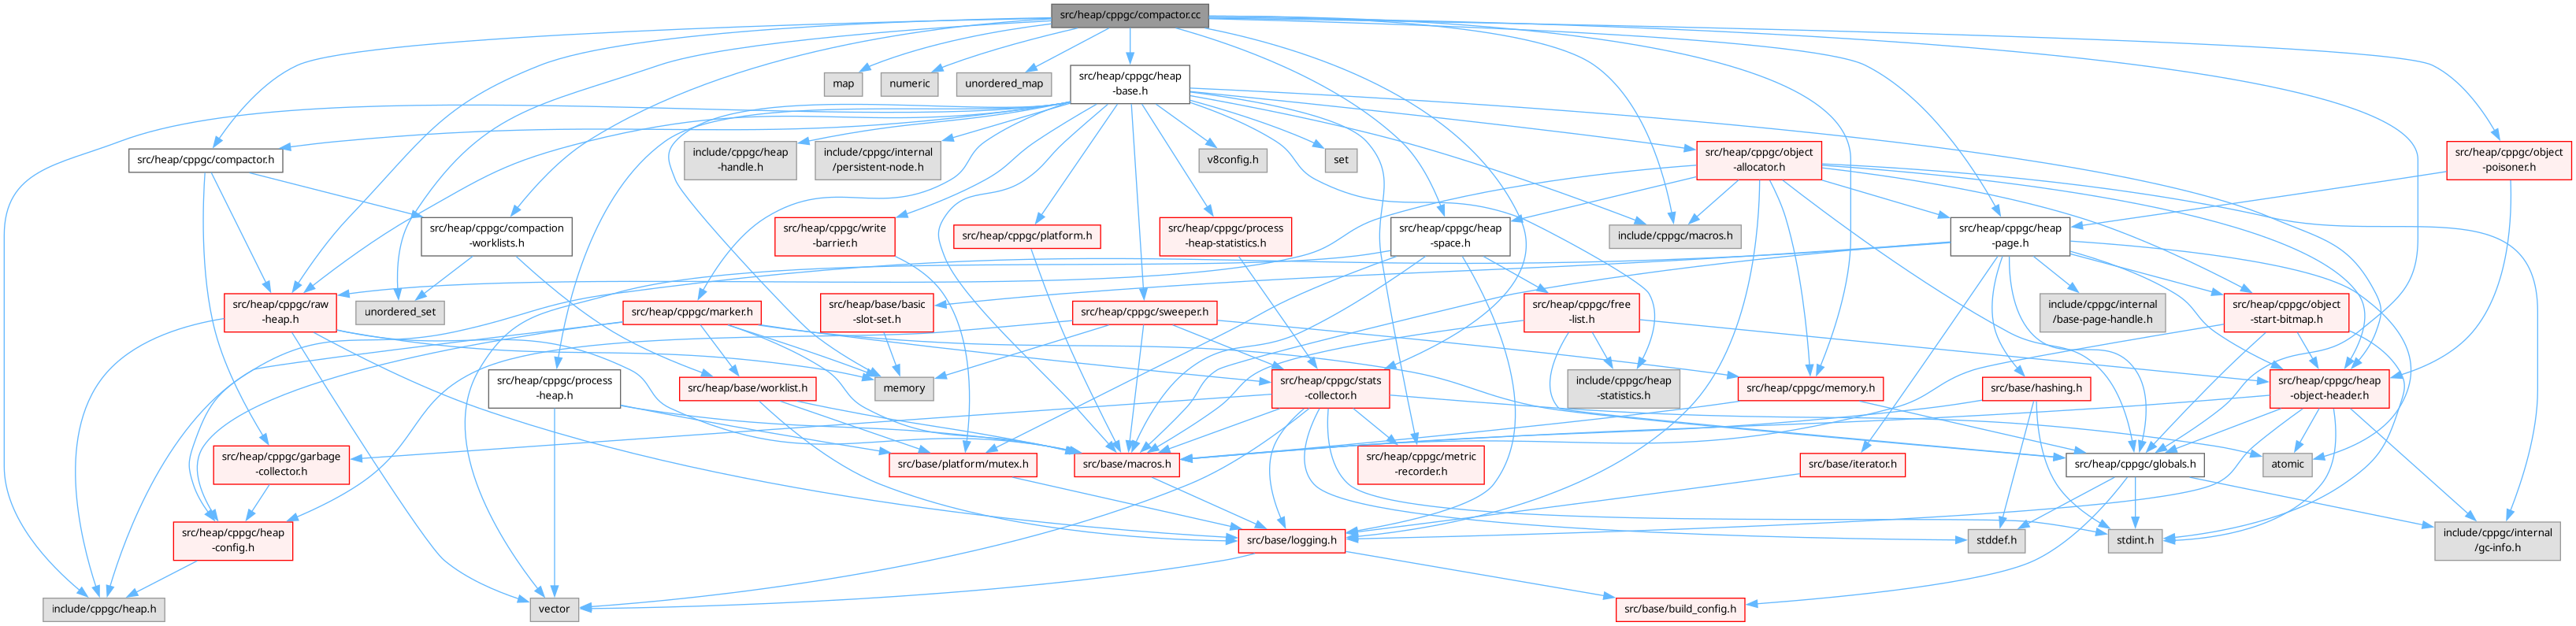 src/heap/cppgc/compactor.cc
map
numeric
unordered_map
src/heap/cppgc/heap
-base.h
src/heap/cppgc/compactor.h
include/cppgc/heap
-handle.h
include/cppgc/internal
/persistent-node.h
v8config.h
set
src/heap/cppgc/object
-allocator.h
src/heap/cppgc/object
-poisoner.h
src/heap/cppgc/compaction
-worklists.h
src/heap/cppgc/write
-barrier.h
src/heap/cppgc/platform.h
src/heap/cppgc/process
-heap-statistics.h
src/heap/cppgc/heap
-space.h
include/cppgc/macros.h
src/heap/cppgc/heap
-page.h
src/heap/cppgc/raw
-heap.h
unordered_set
src/heap/cppgc/marker.h
src/heap/base/basic
-slot-set.h
src/heap/cppgc/sweeper.h
src/heap/cppgc/free
-list.h
include/cppgc/internal
/base-page-handle.h
src/heap/cppgc/object
-start-bitmap.h
src/heap/cppgc/process
-heap.h
src/heap/base/worklist.h
memory
src/heap/cppgc/stats
-collector.h
include/cppgc/heap
-statistics.h
src/heap/cppgc/memory.h
src/base/hashing.h
src/heap/cppgc/heap
-object-header.h
src/heap/cppgc/garbage
-collector.h
src/base/platform/mutex.h
src/base/macros.h
src/heap/cppgc/metric
-recorder.h
src/base/iterator.h
src/heap/cppgc/globals.h
atomic
src/heap/cppgc/heap
-config.h
src/base/logging.h
stddef.h
stdint.h
include/cppgc/internal
/gc-info.h
include/cppgc/heap.h
vector
src/base/build_config.h